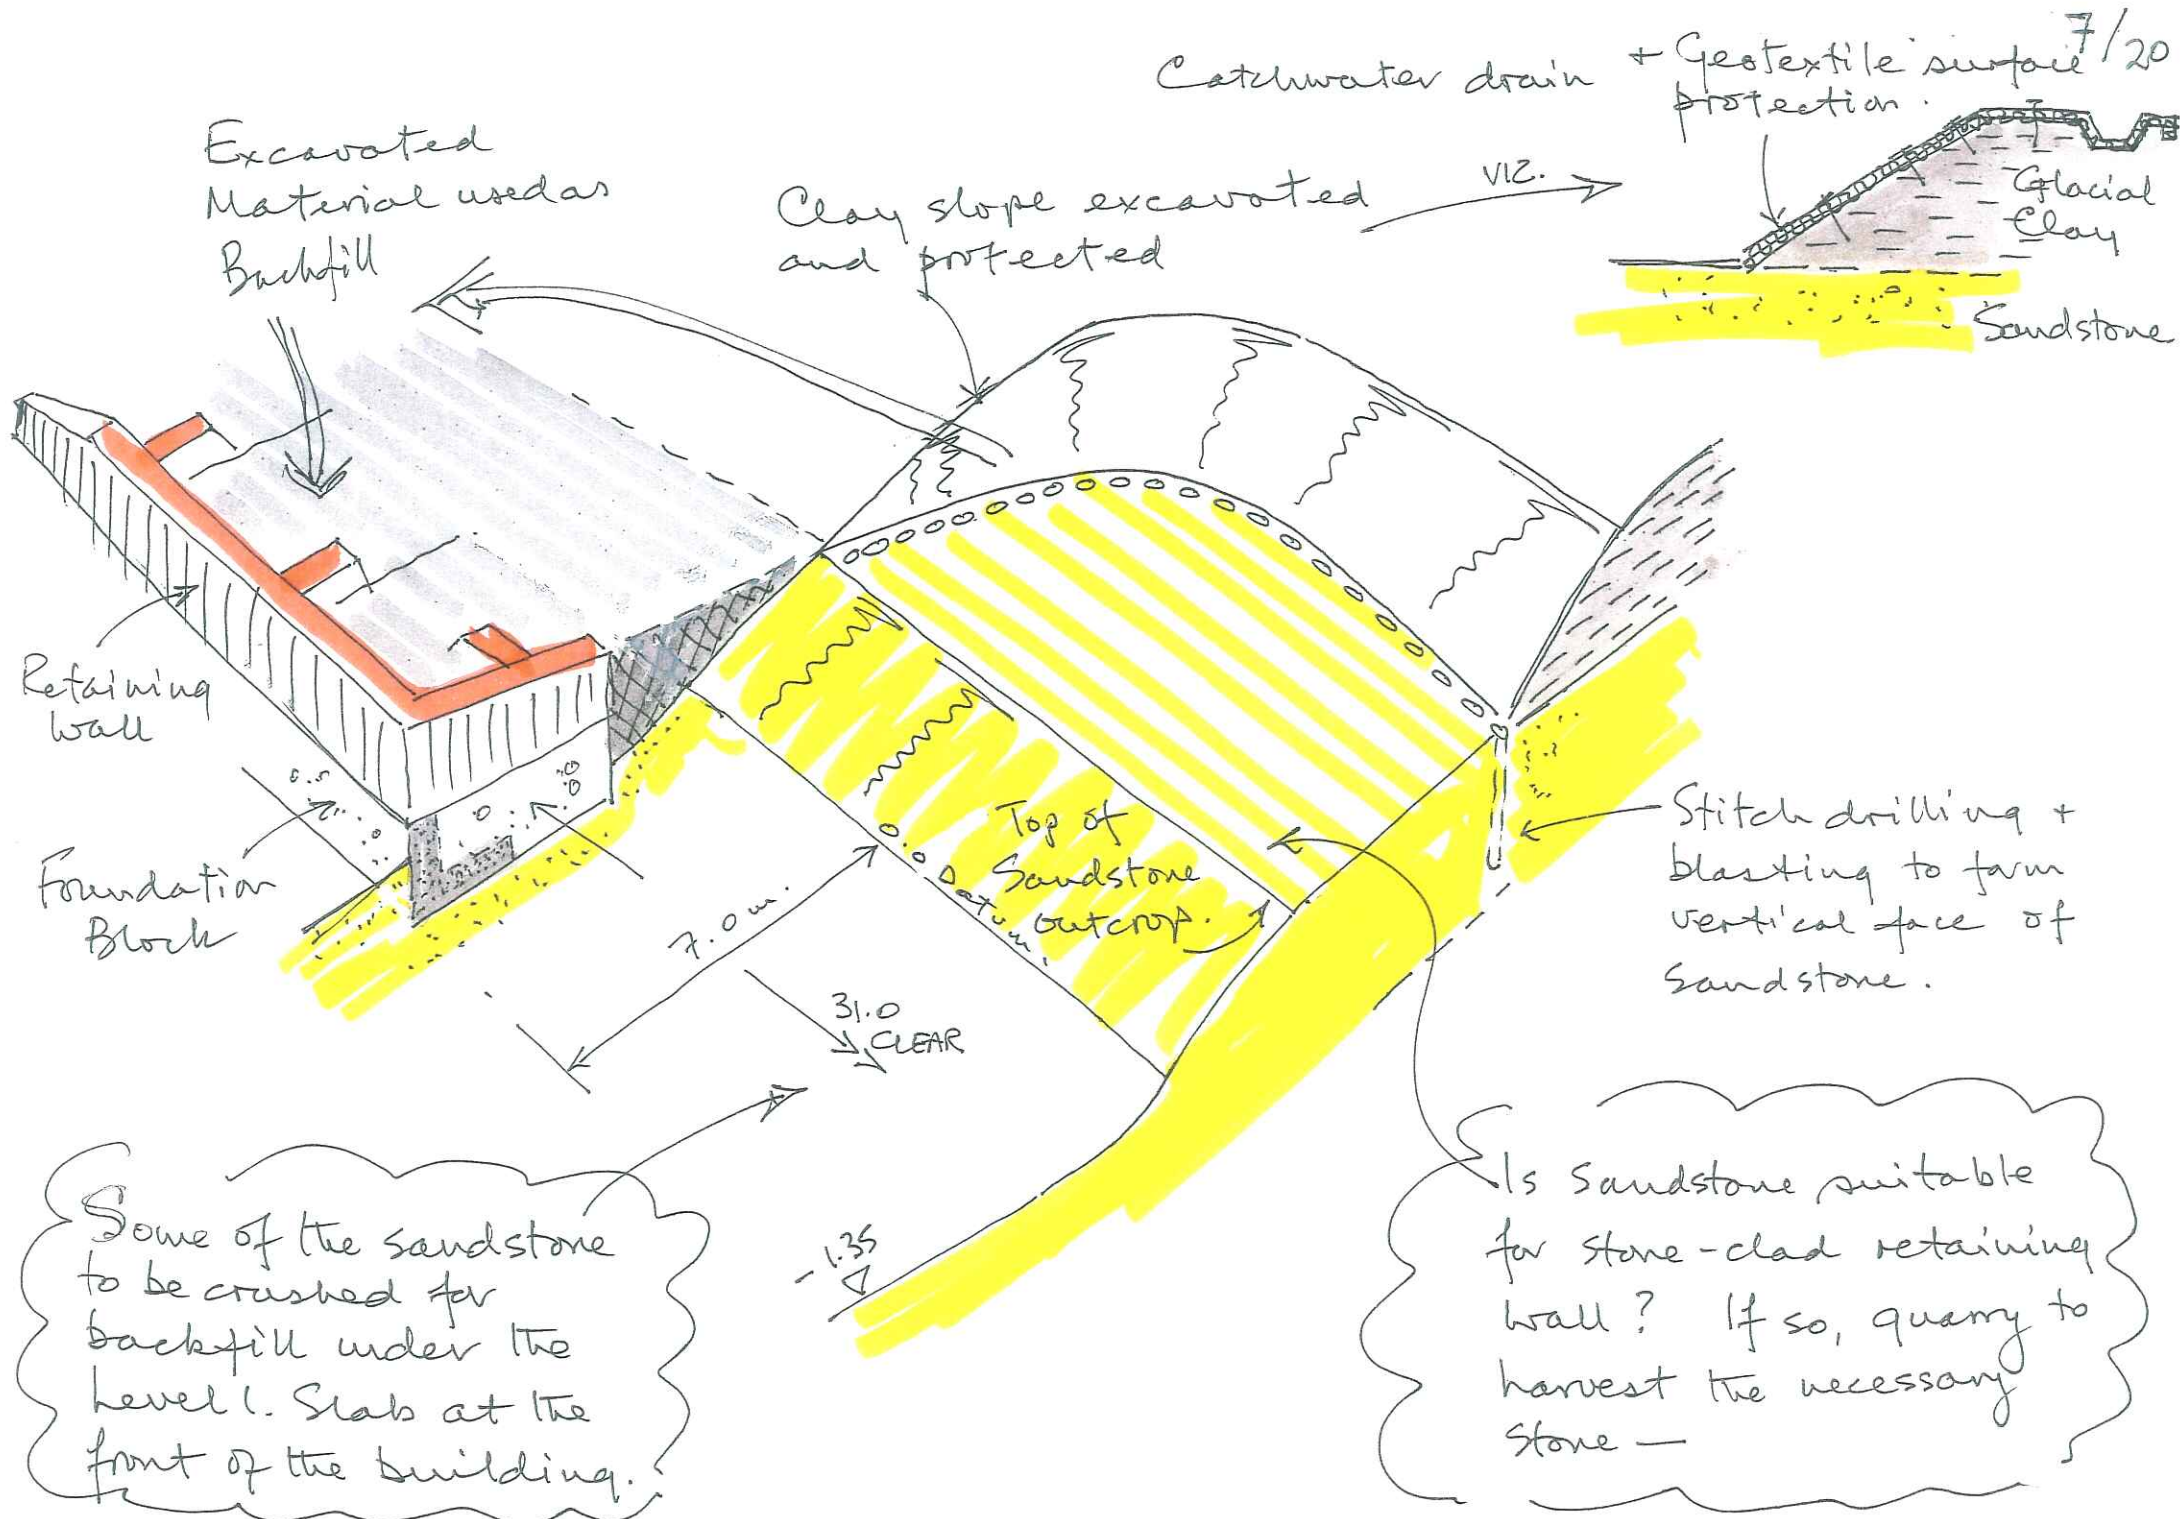 7/20
Catchwater drain + Geotextile surface
protection.
Excavated
Material used as
Backfill
Clay slope excavated
and protected
VIZ.
Glacial
Clay
Sandstone
Retaining
Wall
Foundation
Block
Top of
Sandstone
outcrop.
Datum
7.0 m.
31.0
CLEAR
Stitch drilling +
blasting to form
vertical face of
sandstone.
-1.35
Some of the sandstone
to be crushed for
backfill under the
Level 1. Slab at the
front of the building.
Is Sandstone suitable
for stone-clad retaining
wall? If so, quarry to
harvest the necessary
stone —